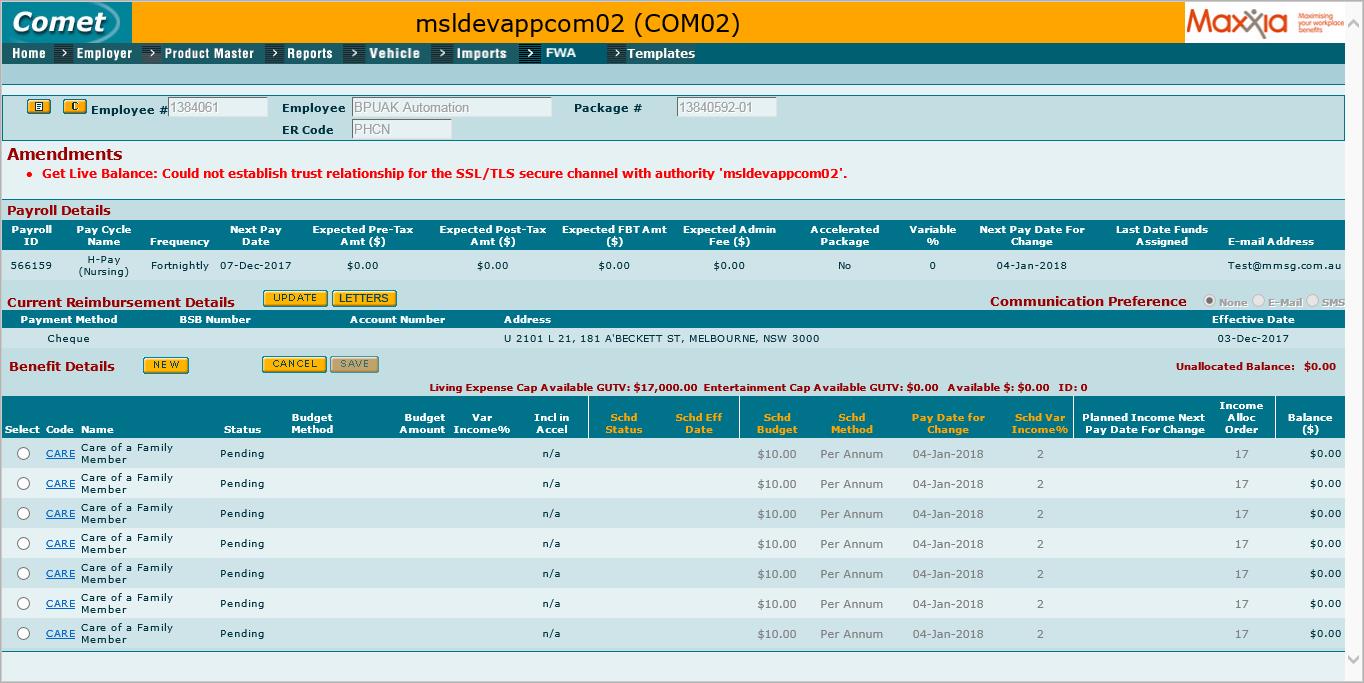 Comet
msldevappcom02 (COM02)
Maxxia Maximising your workplace benefits
Home > Employer > Product Master > Reports > Vehicle > Imports > FWA > Templates
C Employee # 1384061 Employee BPUAK Automation Package # 13840592-01
ER Code PHCN
Amendments
• Get Live Balance: Could not establish trust relationship for the SSL/TLS secure channel with authority 'msldevappcom02'.
Payroll Details
Payroll ID Pay Cycle Name Frequency Next Pay Date Expected Pre-Tax Amt ($) Expected Post-Tax Amt ($) Expected FBT Amt ($) Expected Admin Fee ($) Accelerated Package Variable % Next Pay Date For Change Last Date Funds Assigned E-mail Address
566159 H-Pay (Nursing) Fortnightly 07-Dec-2017 $0.00 $0.00 $0.00 $0.00 No 0 04-Jan-2018 Test@mmsg.com.au
Current Reimbursement Details UPDATE LETTERS Communication Preference None E-Mail SMS
Payment Method BSB Number Account Number Address Effective Date
Cheque U 2101 L 21, 181 A'BECKETT ST, MELBOURNE, NSW 3000 03-Dec-2017
Benefit Details NEW CANCEL SAVE Unallocated Balance: $0.00
Living Expense Cap Available GUTV: $17,000.00 Entertainment Cap Available GUTV: $0.00 Available $: $0.00 ID: 0
Select Code Name Status Budget Method Budget Amount Var Income% Incl in Accel Schd Status Schd Eff Date Schd Budget Schd Method Pay Date for Change Schd Var Income% Planned Income Next Pay Date For Change Income Alloc Order Balance ($)
CARE Care of a Family Member Pending n/a $10.00 Per Annum 04-Jan-2018 2 17 $0.00
CARE Care of a Family Member Pending n/a $10.00 Per Annum 04-Jan-2018 2 17 $0.00
CARE Care of a Family Member Pending n/a $10.00 Per Annum 04-Jan-2018 2 17 $0.00
CARE Care of a Family Member Pending n/a $10.00 Per Annum 04-Jan-2018 2 17 $0.00
CARE Care of a Family Member Pending n/a $10.00 Per Annum 04-Jan-2018 2 17 $0.00
CARE Care of a Family Member Pending n/a $10.00 Per Annum 04-Jan-2018 2 17 $0.00
CARE Care of a Family Member Pending n/a $10.00 Per Annum 04-Jan-2018 2 17 $0.00